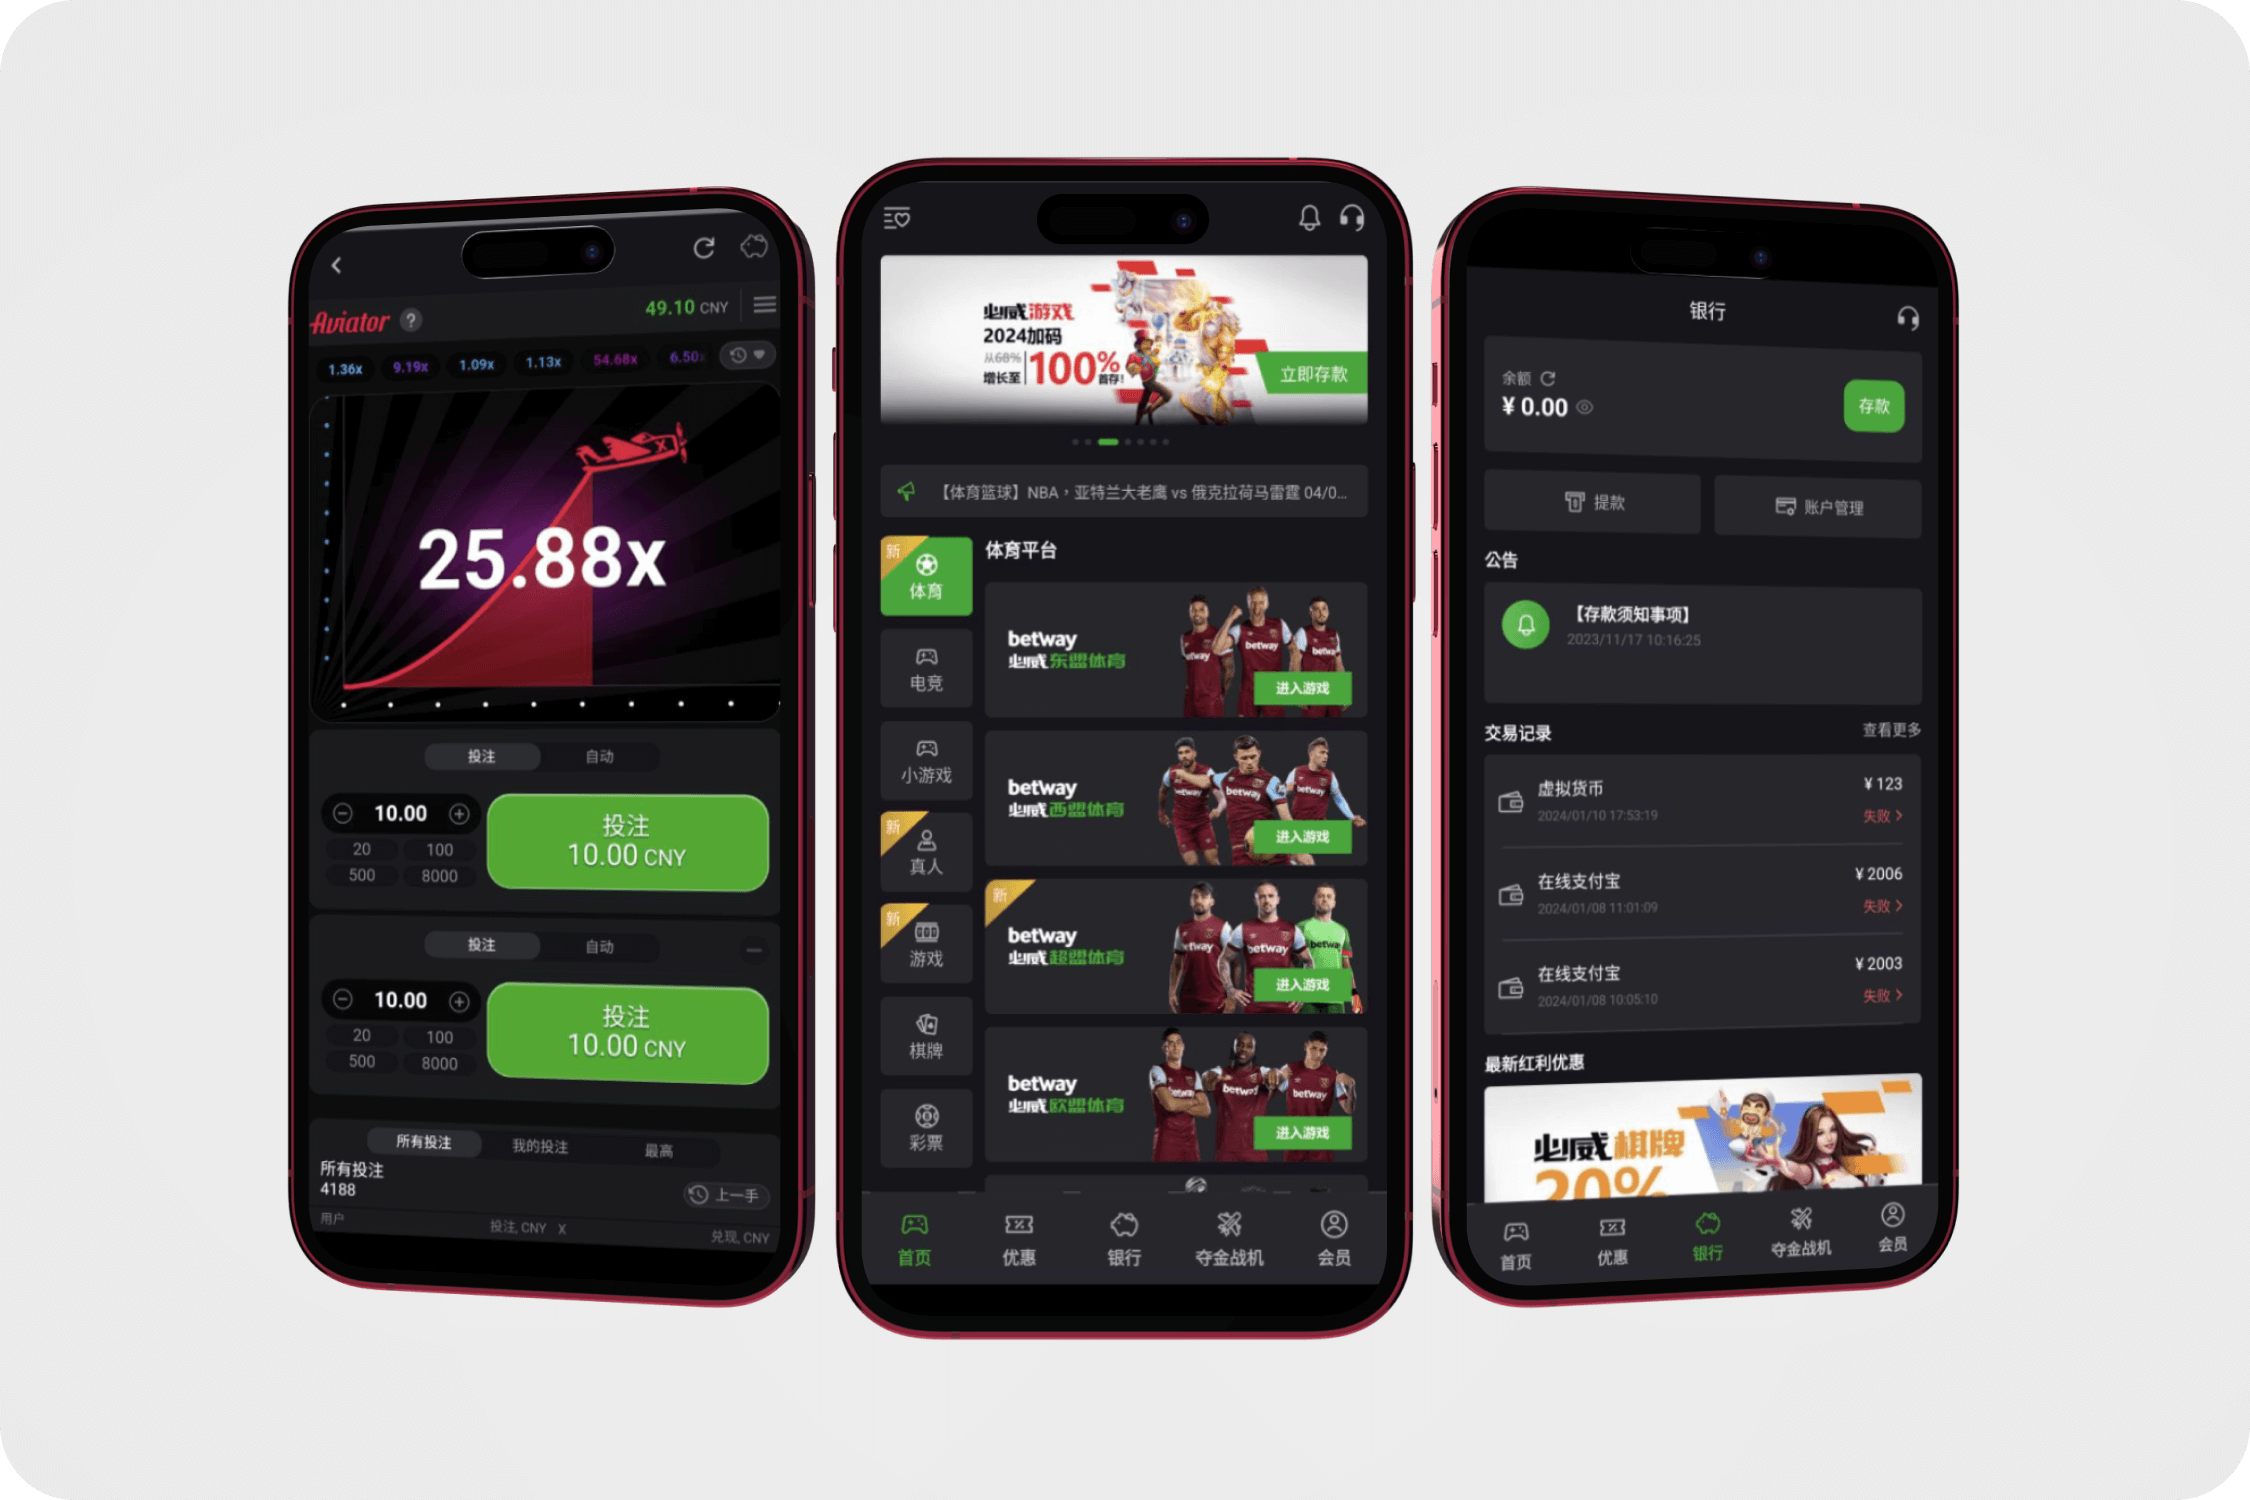 Aviator ?
49.10 CNY
1.36x 9.19x 1.09x 1.13x 54.68x 6.50x
25.88x
投注 自动
10.00
20 100
500 8000
投注
10.00 CNY
投注 自动
10.00
20 100
500 8000
投注
10.00 CNY
所有投注 我的投注 最高
所有投注
4188
上一手
用户 投注, CNY X 兑现, CNY
必威游戏
2024加码
从68%
增长至 100% 首存!
立即存款
【体育篮球】NBA，亚特兰大老鹰 vs 俄克拉荷马雷霆 04/0...
新
体育
电竞
小游戏
新
真人
新
游戏
棋牌
彩票
体育平台
betway
必威东盟体育
betway
betway
betway
进入游戏
betway
必威西盟体育
betway
betway
betway
进入游戏
新
betway
必威超盟体育
betway
betway
betway
进入游戏
betway
必威欧盟体育
betway
betway
betway
进入游戏
首页 优惠 银行 夺金战机 会员
银行
余额
¥ 0.00
存款
提款 账户管理
公告
【存款须知事项】
2023/11/17 10:16:25
交易记录 查看更多
虚拟货币 ¥ 123
2024/01/10 17:53:19 失败
在线支付宝 ¥ 2006
2024/01/08 11:01:09 失败
在线支付宝 ¥ 2003
2024/01/08 10:05:10 失败
最新红利优惠
必威棋牌
20%
首页 优惠 银行 夺金战机 会员